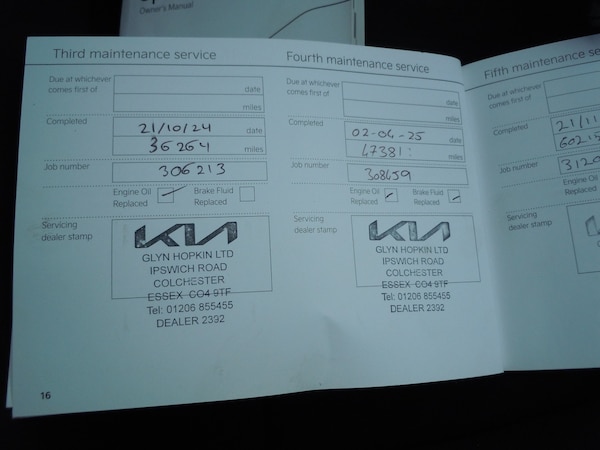 Owner's Manual
Third maintenance service
Due at whichever
comes first of
date
miles
Completed
21/10/24 date
36264 miles
Job number
306213
Engine Oil
Replaced
Brake Fluid
Replaced
Servicing
dealer stamp
KIA
GLYN HOPKIN LTD
IPSWICH ROAD
COLCHESTER
ESSEX CO4 9TF
Tel: 01206 855455
DEALER 2392
16
Fourth maintenance service
Due at whichever
comes first of
date
miles
Completed
02-04-25 date
47381 miles
Job number
308659
Engine Oil
Replaced
Brake Fluid
Replaced
Servicing
dealer stamp
KIA
GLYN HOPKIN LTD
IPSWICH ROAD
COLCHESTER
ESSEX CO4 9TF
Tel: 01206 855455
DEALER 2392
Fifth maintenance
Due at whichever
comes first of
Completed
21/11
Job number
3120
Engine Oil
Replaced
Servicing
dealer stamp